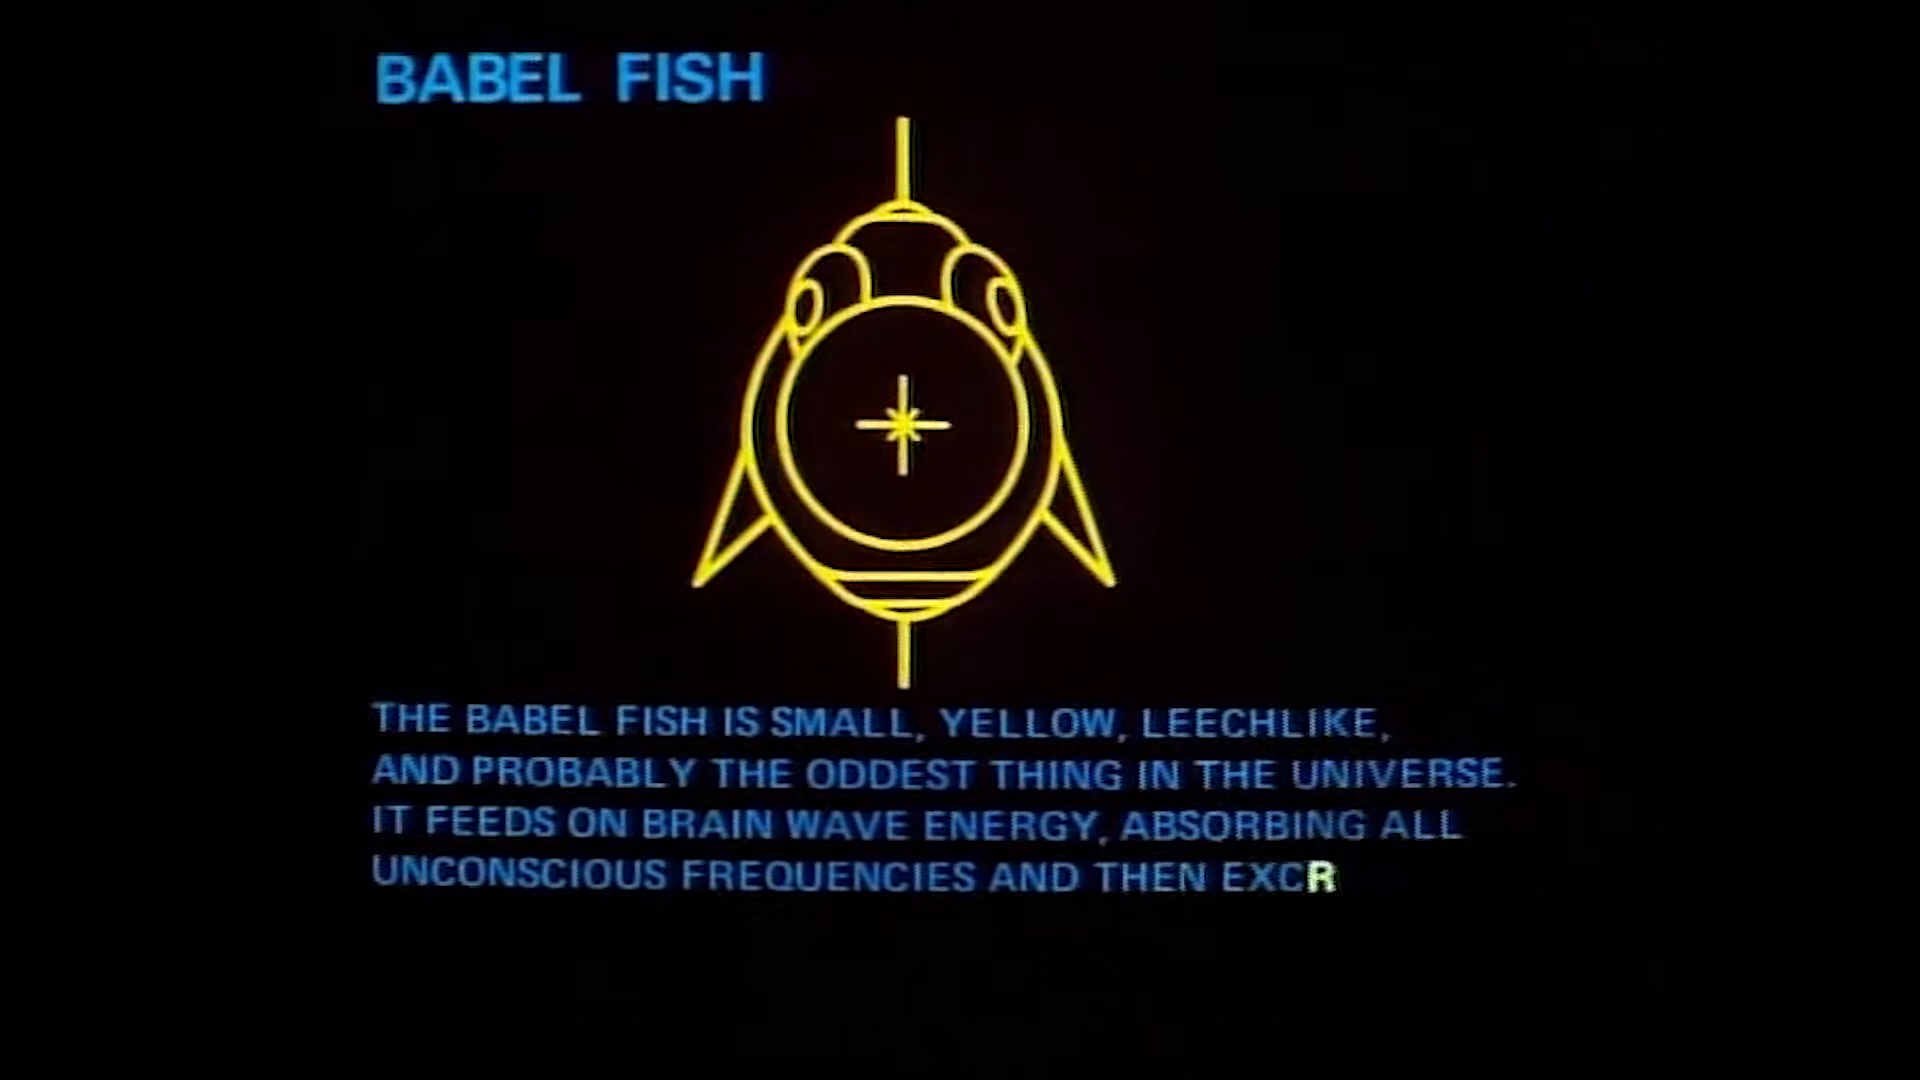 BABEL FISH
THE BABEL FISH IS SMALL, YELLOW, LEECHLIKE,
AND PROBABLY THE ODDEST THING IN THE UNIVERSE.
IT FEEDS ON BRAIN WAVE ENERGY, ABSORBING ALL
UNCONSCIOUS FREQUENCIES AND THEN EXCR